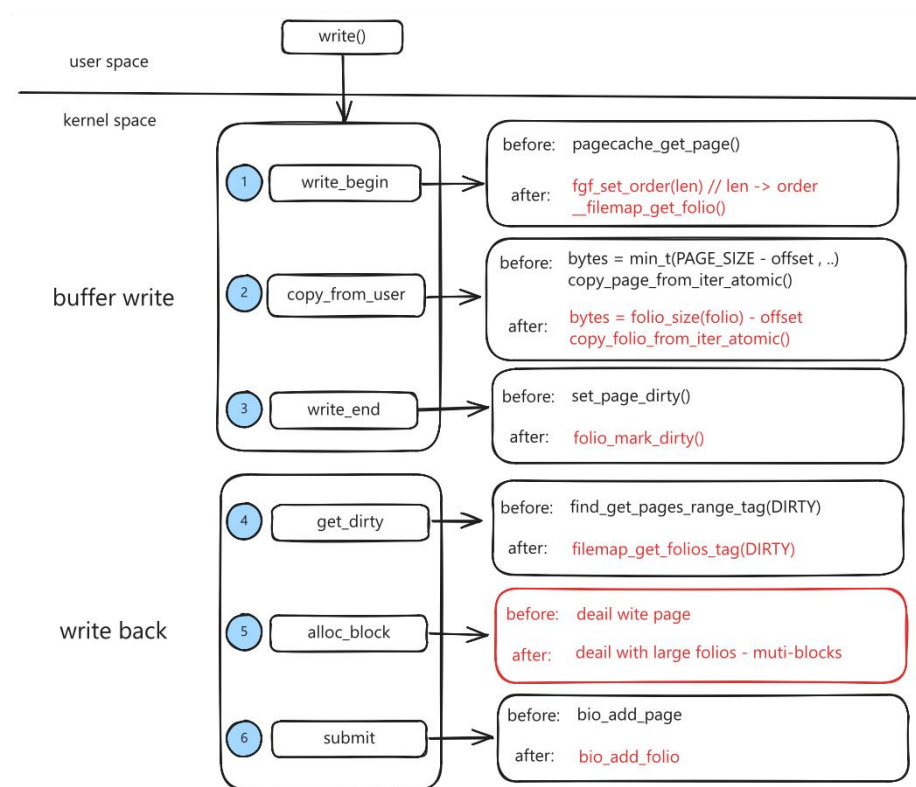 write()
user space
kernel space
buffer write
1
write_begin
before: pagecache_get_page()
after: fgf_set_order(len) // len -> order
__filemap_get_folio()
2
copy_from_user
before: bytes = min_t(PAGE_SIZE - offset , ..)
copy_page_from_iter_atomic()
after: bytes = folio_size(folio) - offset
copy_folio_from_iter_atomic()
3
write_end
before: set_page_dirty()
after: folio_mark_dirty()
write back
4
get_dirty
before: find_get_pages_range_tag(DIRTY)
after: filemap_get_folios_tag(DIRTY)
5
alloc_block
before: deail wite page
after: deail with large folios - muti-blocks
6
submit
before: bio_add_page
after: bio_add_folio